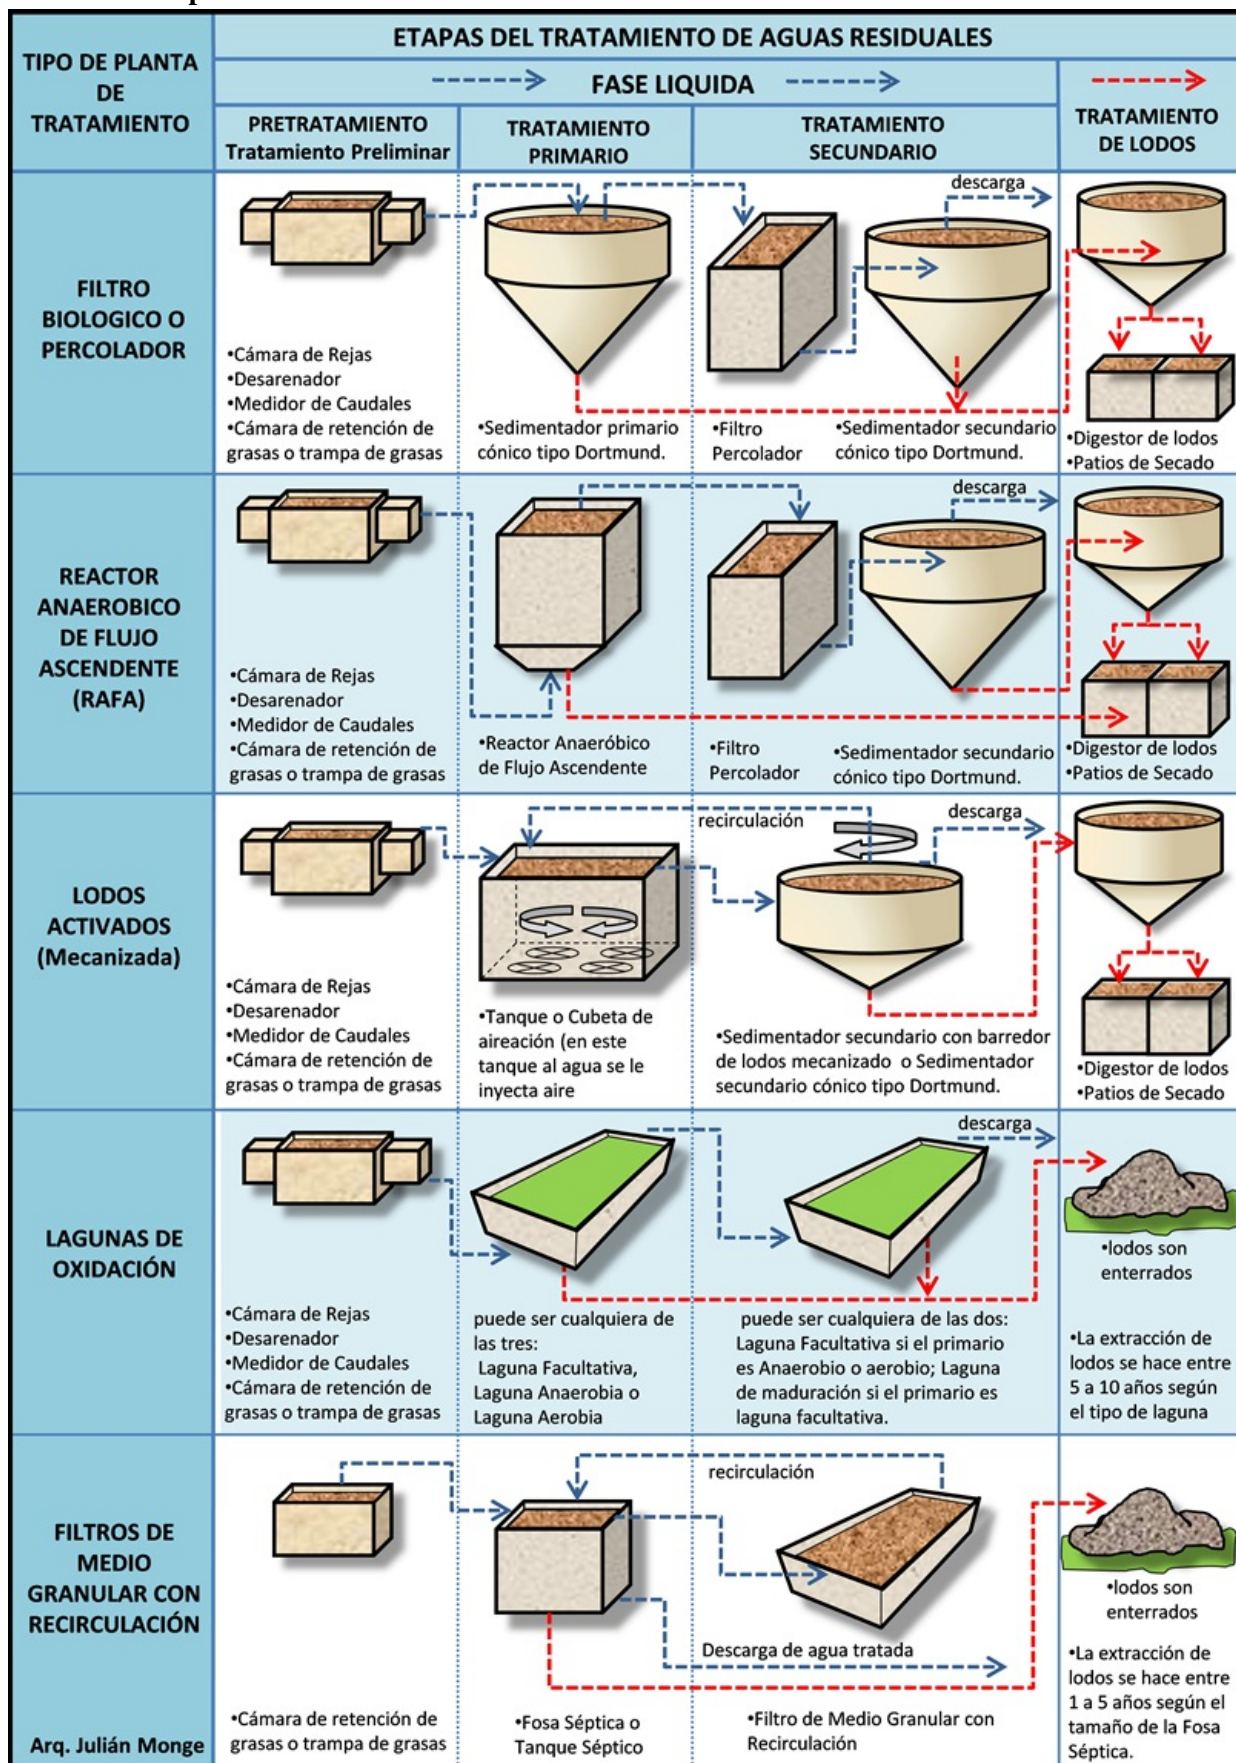 TIPO DE PLANTA
DE
TRATAMIENTO
ETAPAS DEL TRATAMIENTO DE AGUAS RESIDUALES
FASE LIQUIDA
PRETRATAMIENTO
Tratamiento Preliminar
TRATAMIENTO
PRIMARIO
TRATAMIENTO
SECUNDARIO
TRATAMIENTO
DE LODOS
FILTRO
BIOLOGICO O
PERCOLADOR
•Cámara de Rejas
•Desarenador
•Medidor de Caudales
•Cámara de retención de
grasas o trampa de grasas
•Sedimentador primario
cónico tipo Dortmund.
•Filtro
Percolador
descarga
•Sedimentador secundario
cónico tipo Dortmund.
•Digestor de lodos
•Patios de Secado
REACTOR
ANAEROBICO
DE FLUJO
ASCENDENTE
(RAFA)
•Cámara de Rejas
•Desarenador
•Medidor de Caudales
•Cámara de retención de
grasas o trampa de grasas
•Reactor Anaeróbico
de Flujo Ascendente
•Filtro
Percolador
descarga
•Sedimentador secundario
cónico tipo Dortmund.
•Digestor de lodos
•Patios de Secado
LODOS
ACTIVADOS
(Mecanizada)
•Cámara de Rejas
•Desarenador
•Medidor de Caudales
•Cámara de retención de
grasas o trampa de grasas
•Tanque o Cubeta de
aireación (en este
tanque al agua se le
inyecta aire
recirculación
descarga
•Sedimentador secundario con barredor
de lodos mecanizado o Sedimentador
secundario cónico tipo Dortmund.
•Digestor de lodos
•Patios de Secado
LAGUNAS DE
OXIDACIÓN
•Cámara de Rejas
•Desarenador
•Medidor de Caudales
•Cámara de retención de
grasas o trampa de grasas
puede ser cualquiera de
las tres:
Laguna Facultativa,
Laguna Anaerobia o
Laguna Aerobia
descarga
puede ser cualquiera de las dos:
Laguna Facultativa si el primario
es Anaerobio o aerobio; Laguna
de maduración si el primario es
laguna facultativa.
•lodos son
enterrados
•La extracción de
lodos se hace entre
5 a 10 años según
el tipo de laguna
FILTROS DE
MEDIO
GRANULAR CON
RECIRCULACIÓN
•Cámara de retención de
grasas o trampa de grasas
•Fosa Séptica o
Tanque Séptico
recirculación
Descarga de agua tratada
•Filtro de Medio Granular con
Recirculación
•lodos son
enterrados
•La extracción de
lodos se hace entre
1 a 5 años según el
tamaño de la Fosa
Séptica.
Arq. Julián Monge